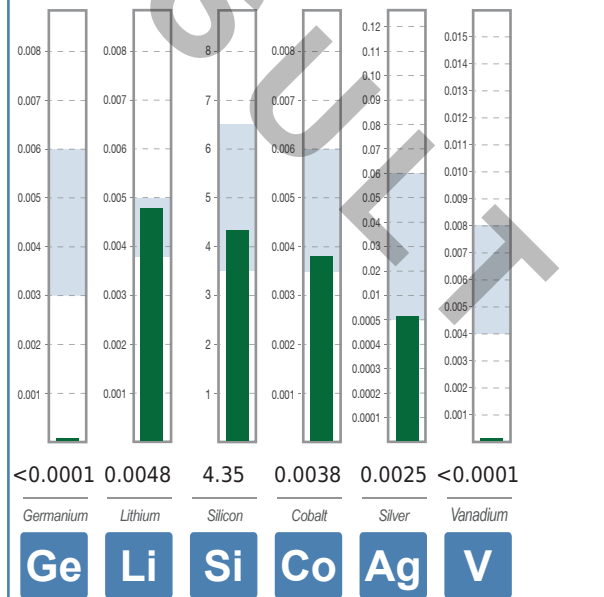 0.008 0.008 8 0.008 0.12 0.015
0.11 0.014
0.007 0.007 7 0.007 0.10 0.013
0.09 0.012
0.08 0.011
0.006 0.006 6 0.006 0.07 0.010
0.06 0.009
0.005 0.005 5 0.005 0.05 0.008
0.04 0.007
0.004 0.004 4 0.004 0.03 0.006
0.02 0.005
0.003 0.003 3 0.003 0.01 0.004
0.0005 0.003
0.002 0.002 2 0.002 0.0004 0.002
0.0003 0.001
0.001 0.001 1 0.001 0.0002
0.0001
<0.0001 0.0048 4.35 0.0038 0.0025 <0.0001
Germanium Lithium Silicon Cobalt Silver Vanadium
Ge Li Si Co Ag V
SULT